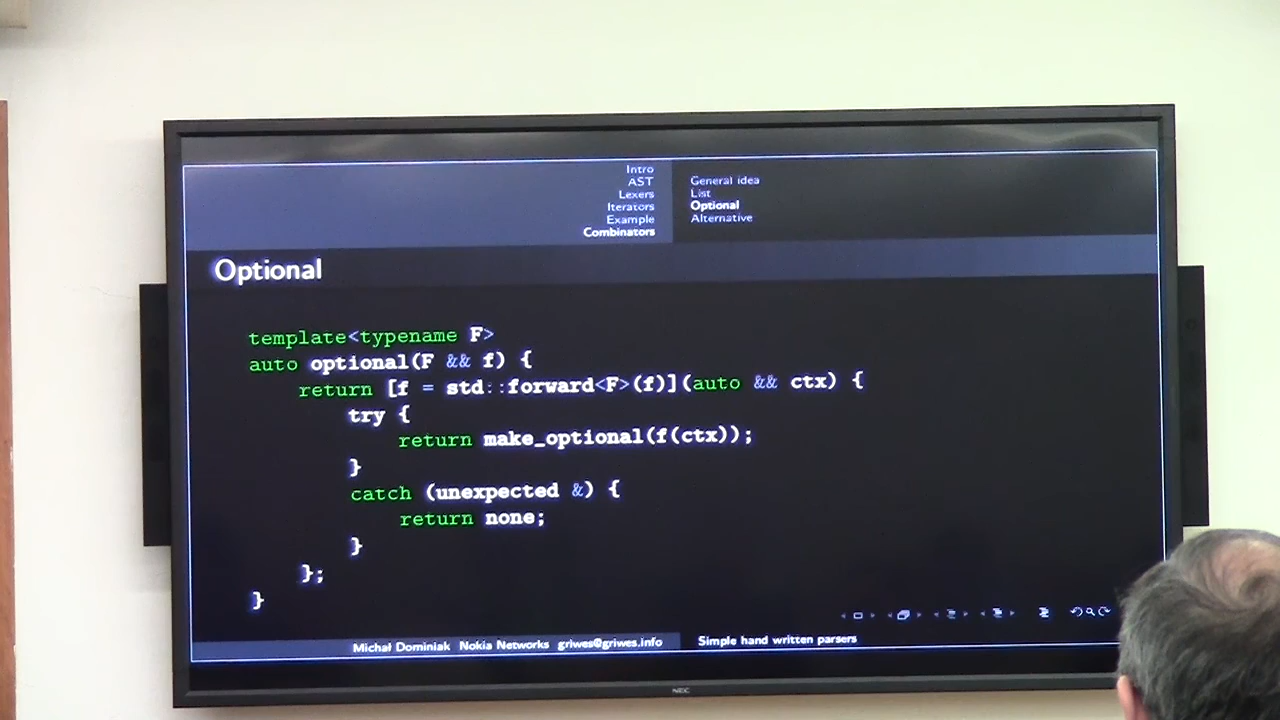 Intro
AST
Lexers
Iterators
Example
Combinators
General idea
List
Optional
Alternative
Optional
template<typename F>
auto optional(F && f) {
return [f = std::forward<F>(f)](auto && ctx) {
try {
return make_optional(f(ctx));
}
catch (unexpected &) {
return none;
}
};
}
Michał Dominiak Nokia Networks griwes@griwes.info
Simple hand written parsers
NEC